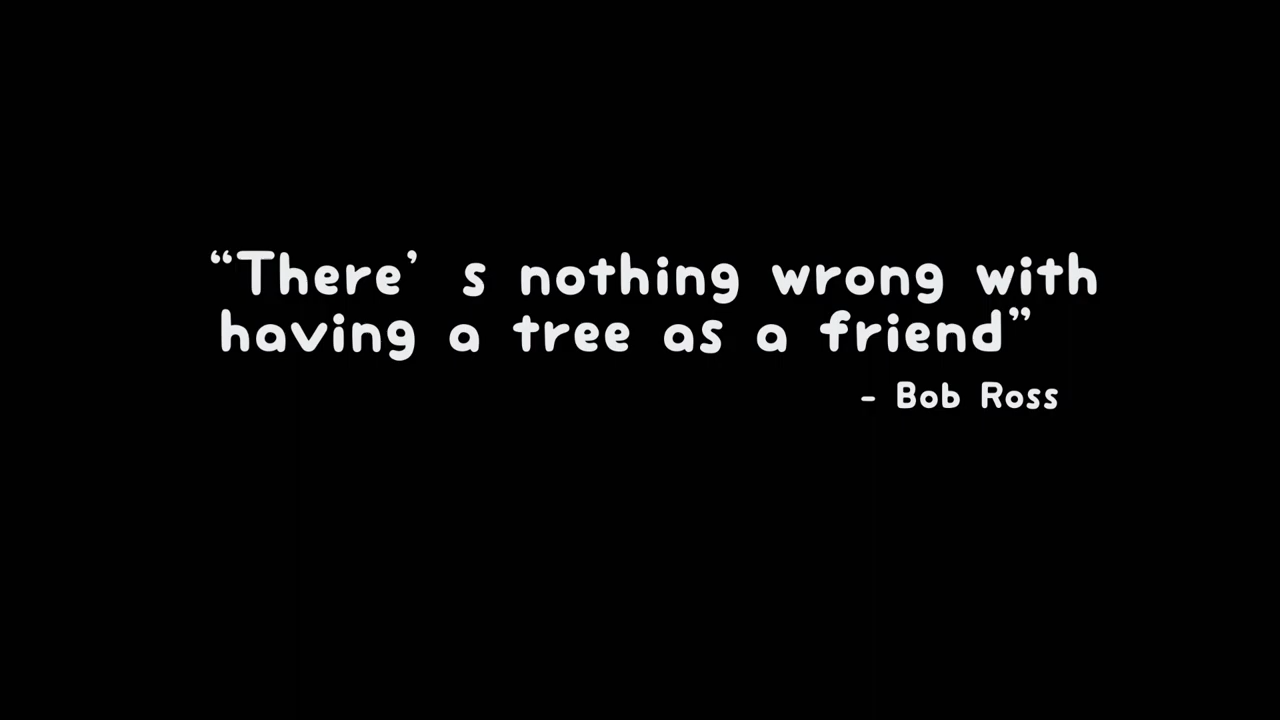 “There’ s nothing wrong with
having a tree as a friend”
- Bob Ross